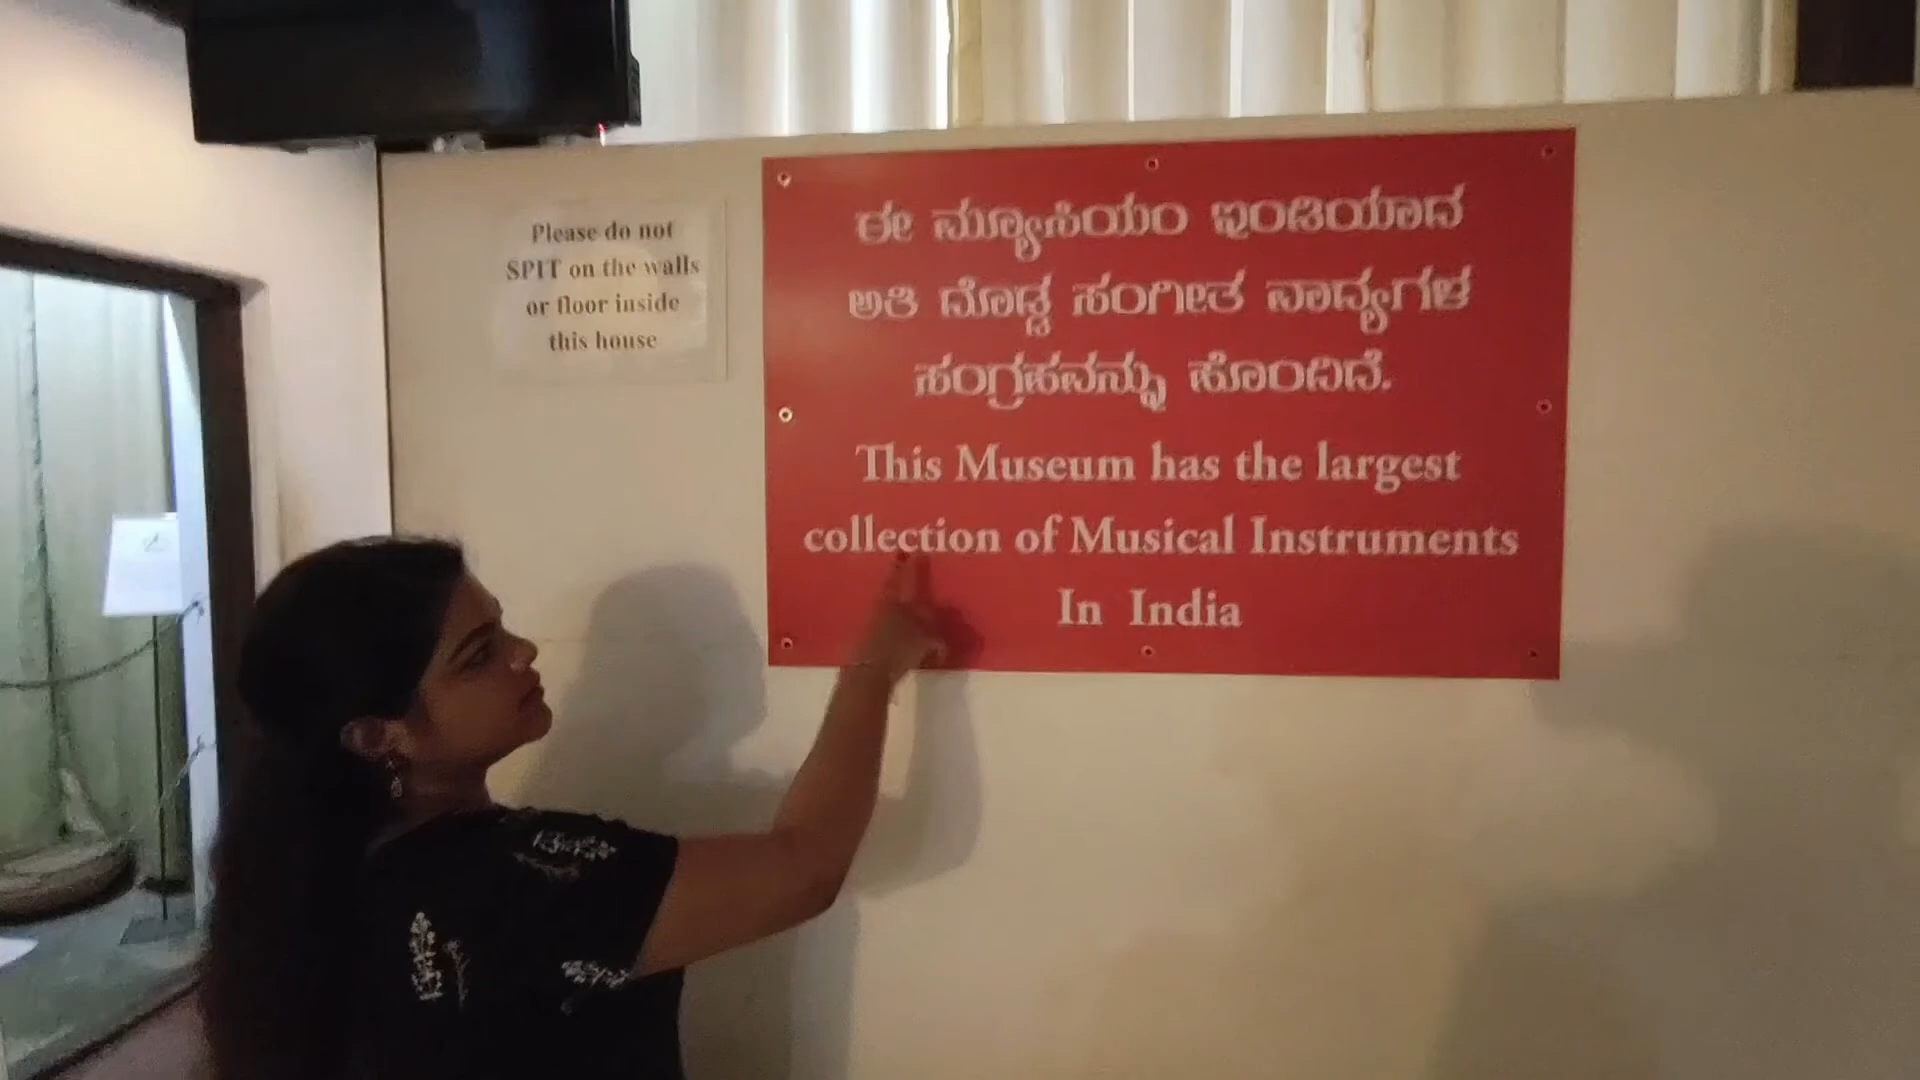 Please do not
SPIT on the walls
or floor inside
this house
ಈ ಮ್ಯೂಸಿಯಂ ಇಂಡಿಯಾದ
ಅತಿ ದೊಡ್ಡ ಸಂಗೀತ ವಾದ್ಯಗಳ
ಸಂಗ್ರಹವನ್ನು ಹೊಂದಿದೆ.
This Museum has the largest
collection of Musical Instruments
In India